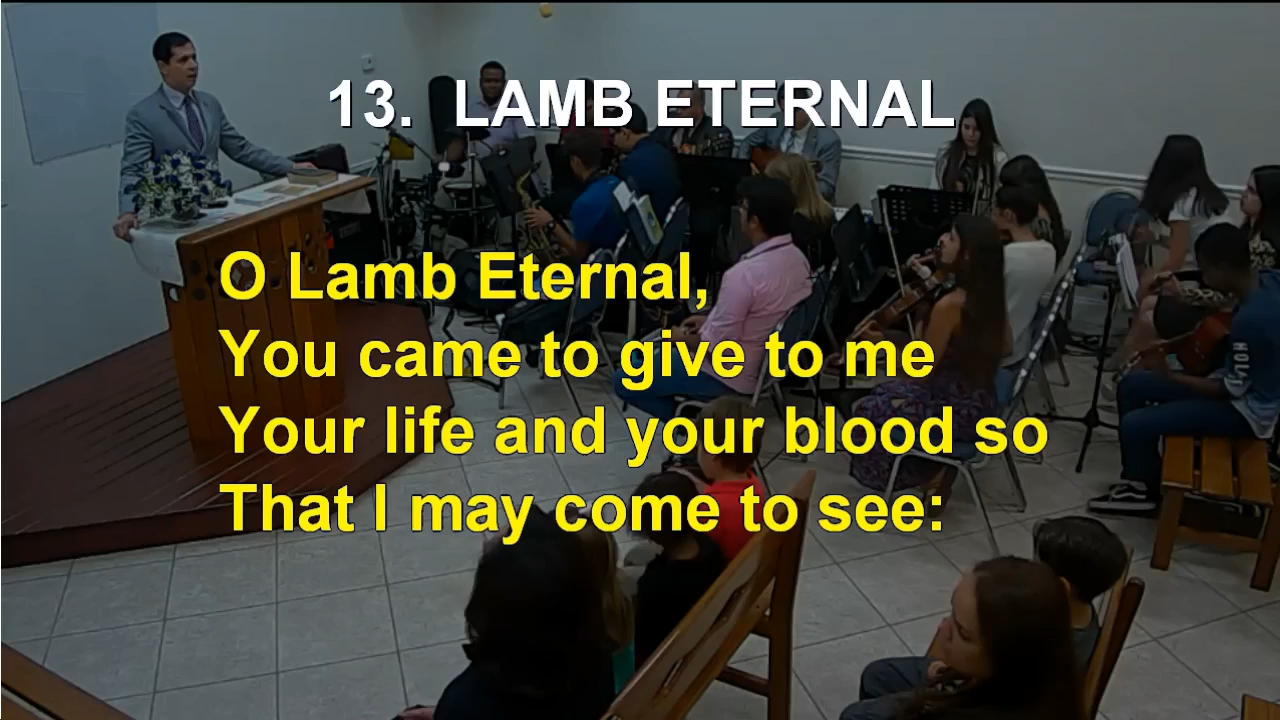 13. LAMB ETERNAL
O Lamb Eternal,
You came to give to me
Your life and your blood so
That I may come to see: